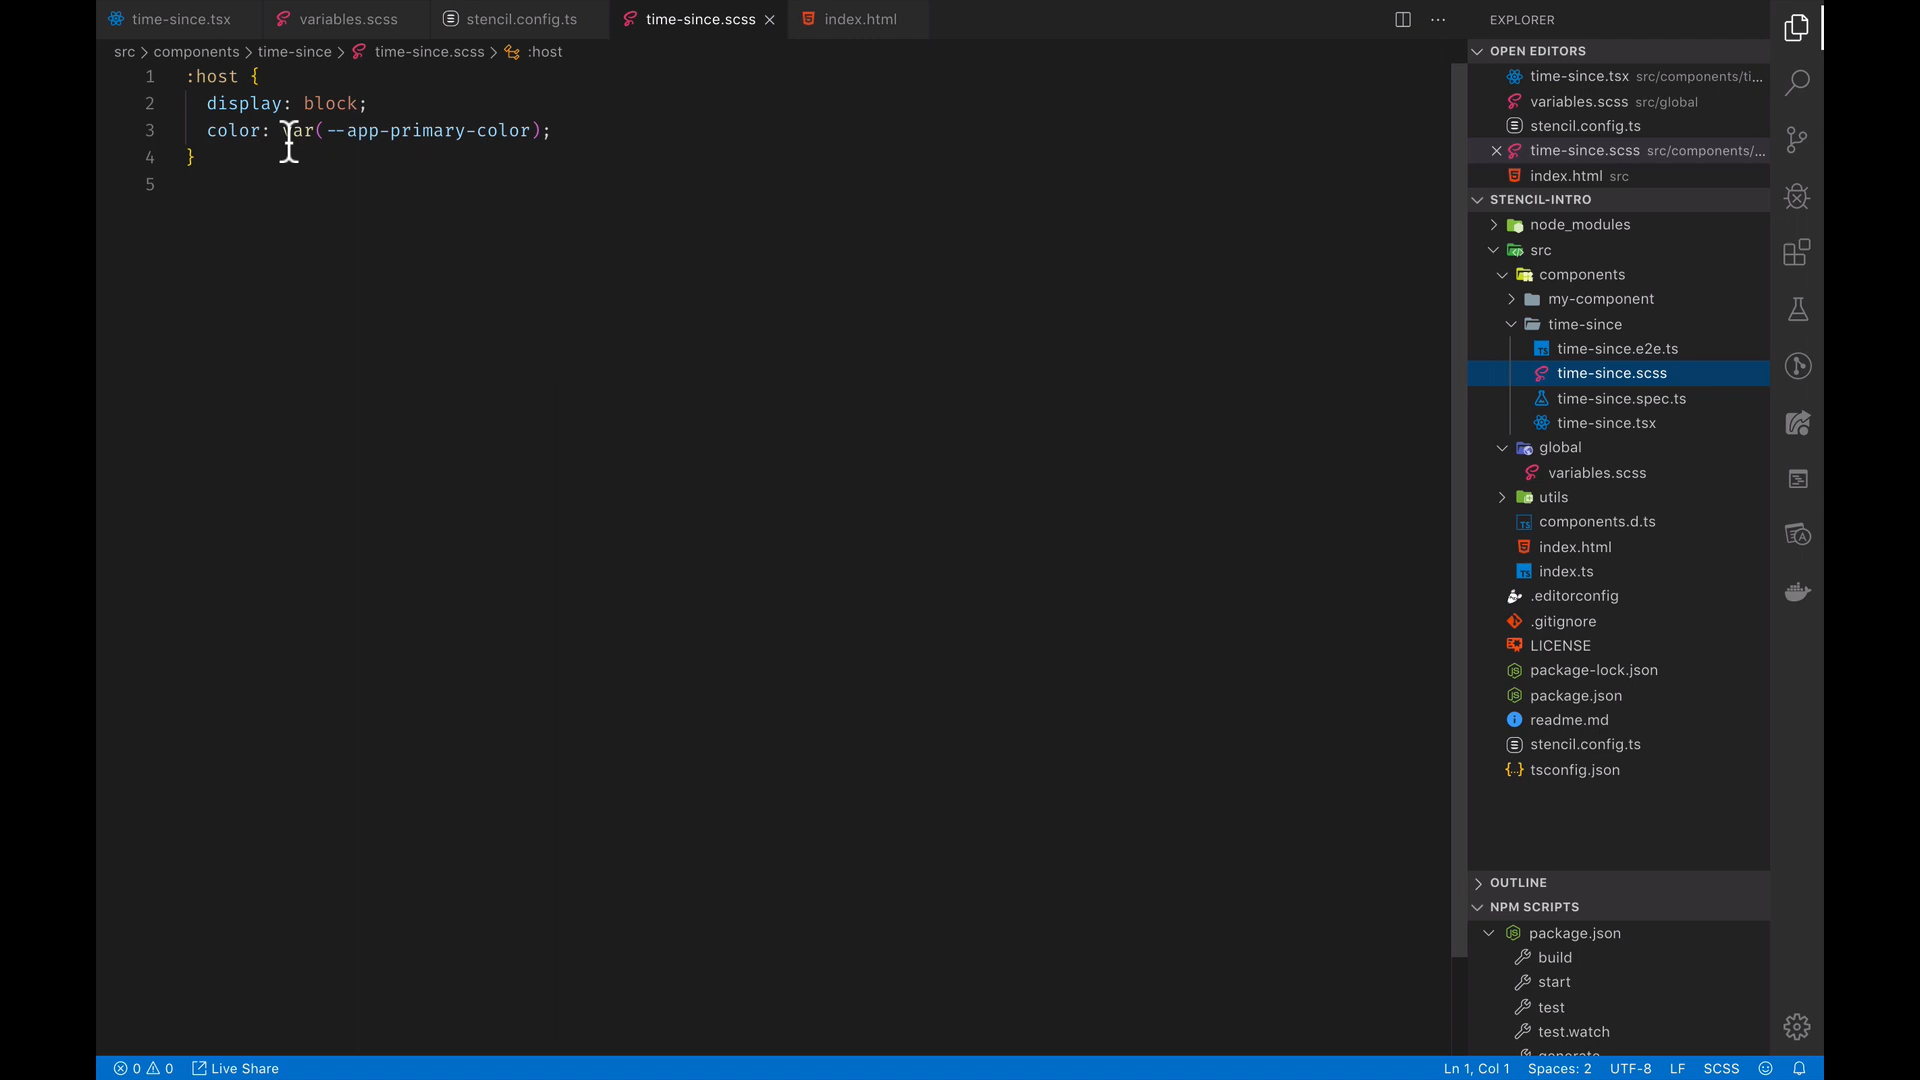 time-since.tsx
variables.scss
stencil.config.ts
time-since.scss
index.html
src > components > time-since > time-since.scss > :host
1 :host {
2 display: block;
3 color: var(--app-primary-color);
4 }
5
EXPLORER
OPEN EDITORS
time-since.tsx src/components/ti...
variables.scss src/global
stencil.config.ts
time-since.scss src/components/...
index.html src
STENCIL-INTRO
node_modules
src
components
my-component
time-since
time-since.e2e.ts
time-since.scss
time-since.spec.ts
time-since.tsx
global
variables.scss
utils
components.d.ts
index.html
index.ts
.editorconfig
.gitignore
LICENSE
package-lock.json
package.json
readme.md
stencil.config.ts
tsconfig.json
OUTLINE
NPM SCRIPTS
package.json
build
start
test
test.watch
generate
0 0 Live Share
Ln 1, Col 1 Spaces: 2 UTF-8 LF SCSS